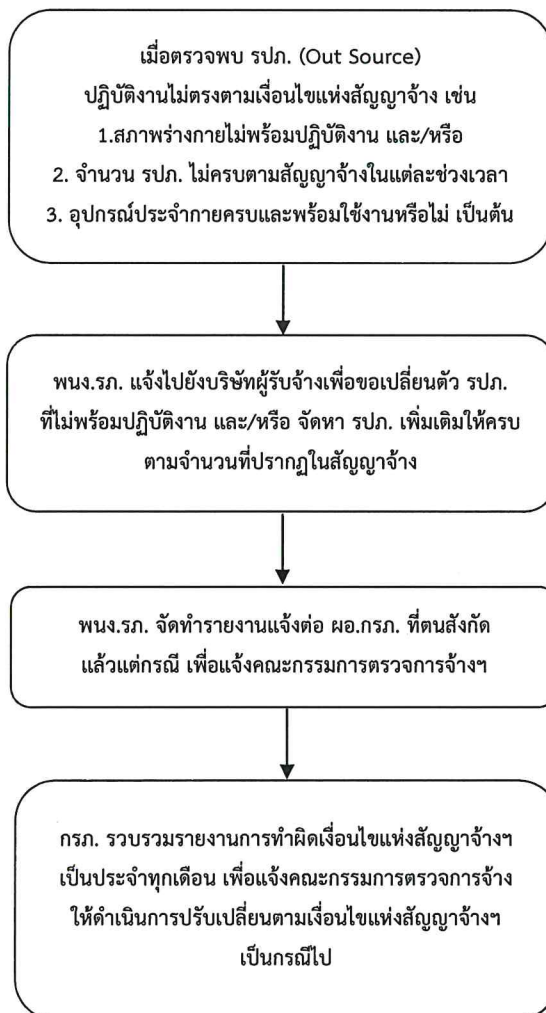 เมื่อตรวจพบ รปภ. (Out Source)
ปฏิบัติงานไม่ตรงตามเงื่อนไขแห่งสัญญาจ้าง เช่น
1.สภาพร่างกายไม่พร้อมปฏิบัติงาน และ/หรือ
2. จำนวน รปภ. ไม่ครบตามสัญญาจ้างในแต่ละช่วงเวลา
3. อุปกรณ์ประจำกายครบและพร้อมใช้งานหรือไม่ เป็นต้น
พนง.รภ. แจ้งไปยังบริษัทผู้รับจ้างเพื่อขอเปลี่ยนตัว รปภ.
ที่ไม่พร้อมปฏิบัติงาน และ/หรือ จัดหา รปภ. เพิ่มเติมให้ครบ
ตามจำนวนที่ปรากฏในสัญญาจ้าง
พนง.รภ. จัดทำรายงานแจ้งต่อ ผอ.กรภ. ที่ตนสังกัด
แล้วแต่กรณี เพื่อแจ้งคณะกรรมการตรวจการจ้างฯ
กรภ. รวบรวมรายงานการทำผิดเงื่อนไขแห่งสัญญาจ้างฯ
เป็นประจำทุกเดือน เพื่อแจ้งคณะกรรมการตรวจการจ้าง
ให้ดำเนินการปรับเปลี่ยนตามเงื่อนไขแห่งสัญญาจ้างฯ
เป็นกรณีไป